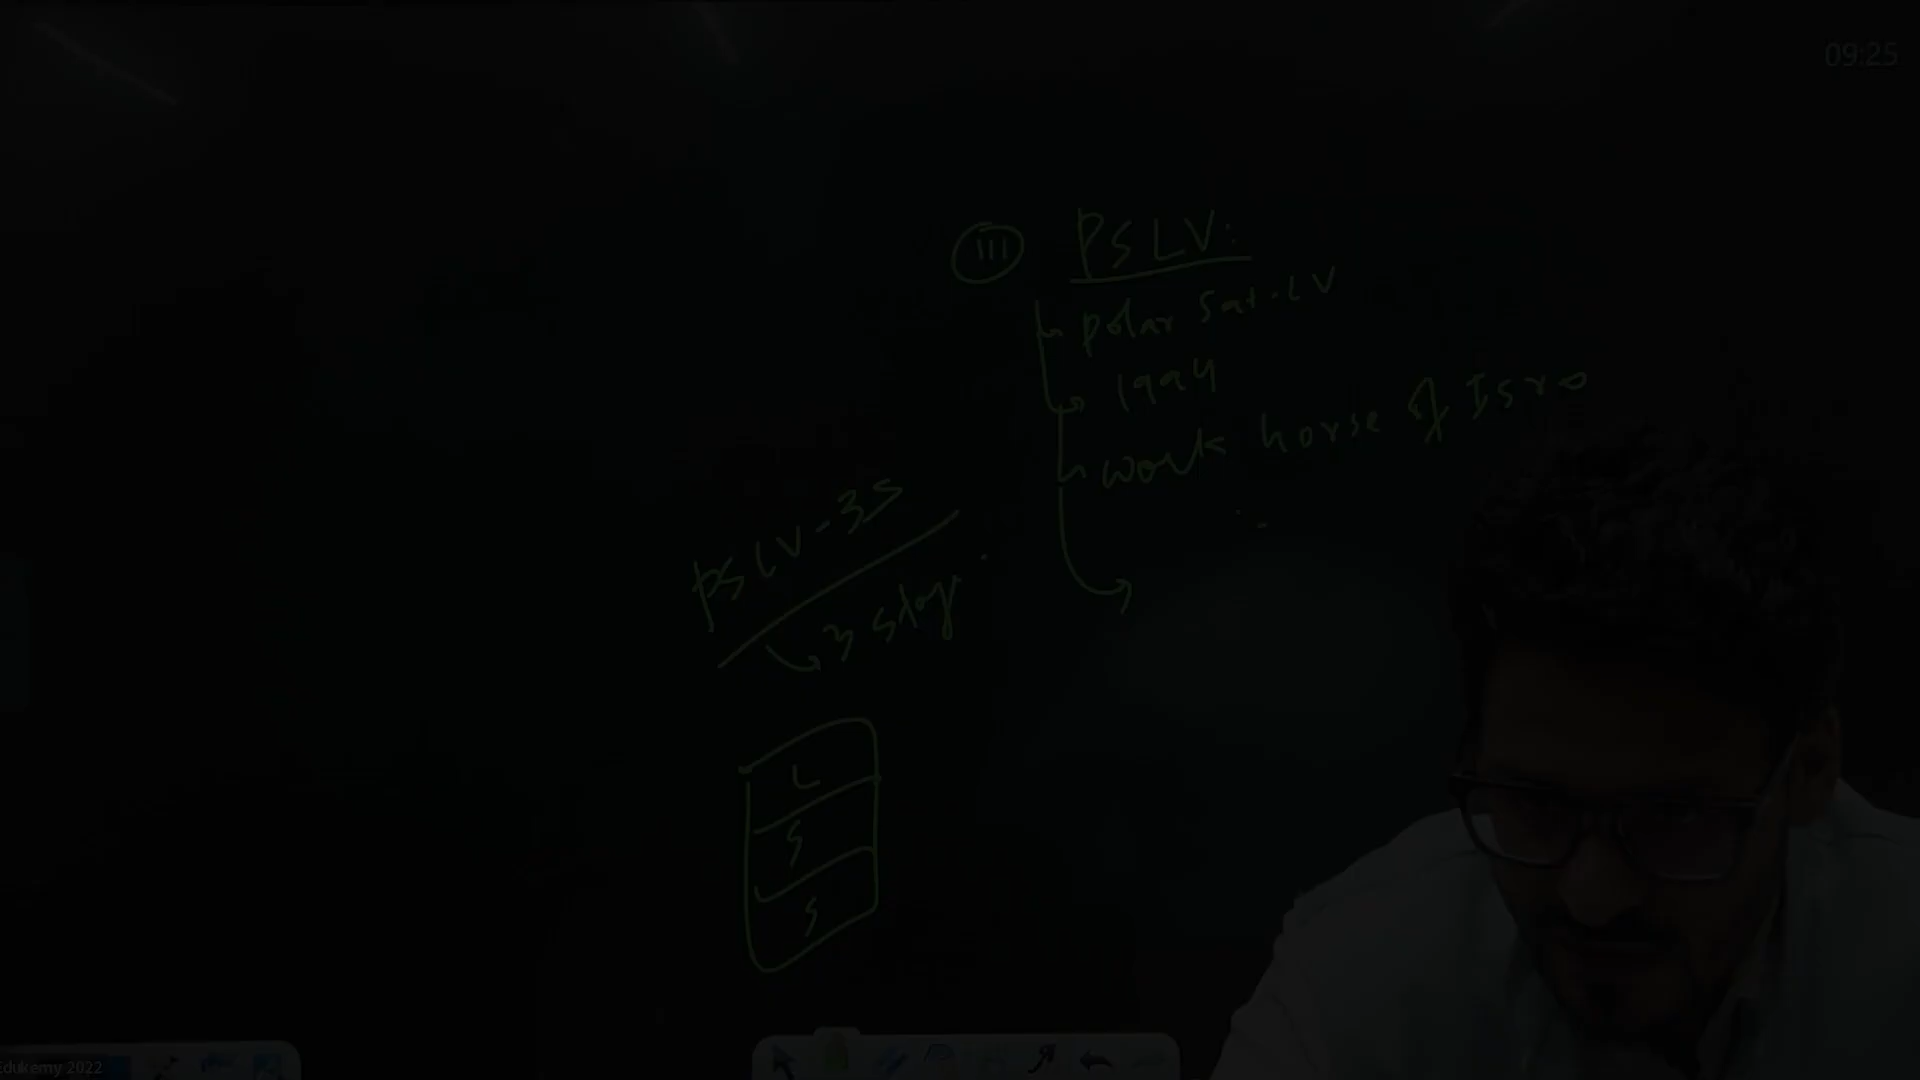 09:25
III PSLV:
Polar Sat. LV
1994
work horse of Isro
PSLV-3S
3 stage
L
S
S
Edukemy 2022